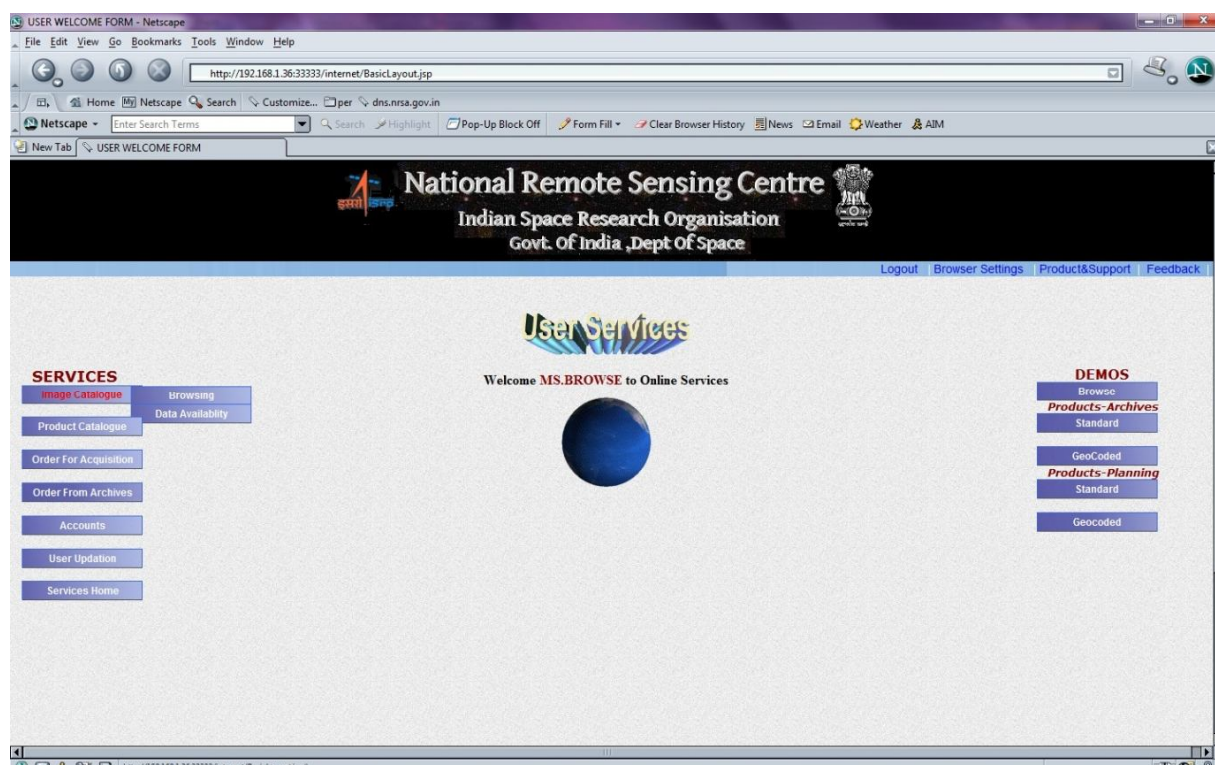 USER WELCOME FORM - Netscape
File Edit View Go Bookmarks Tools Window Help
http://192.168.1.36:33333/internet/BasicLayout.jsp
Home My Netscape Search Customize... per dns.nrsa.gov.in
Netscape Enter Search Terms Search Highlight Pop-Up Block Off Form Fill Clear Browser History News Email Weather AIM
New Tab USER WELCOME FORM
National Remote Sensing Centre
इसरो isro
Indian Space Research Organisation
Govt. Of India ,Dept Of Space
Logout Browser Settings Product&Support Feedback
User Services
Welcome MS.BROWSE to Online Services
SERVICES
Image Catalogue Browsing
Data Availablity
Product Catalogue
Order For Acquisition
Order From Archives
Accounts
User Updation
Services Home
DEMOS
Browse
Products-Archives
Standard
GeoCoded
Products-Planning
Standard
Geocoded